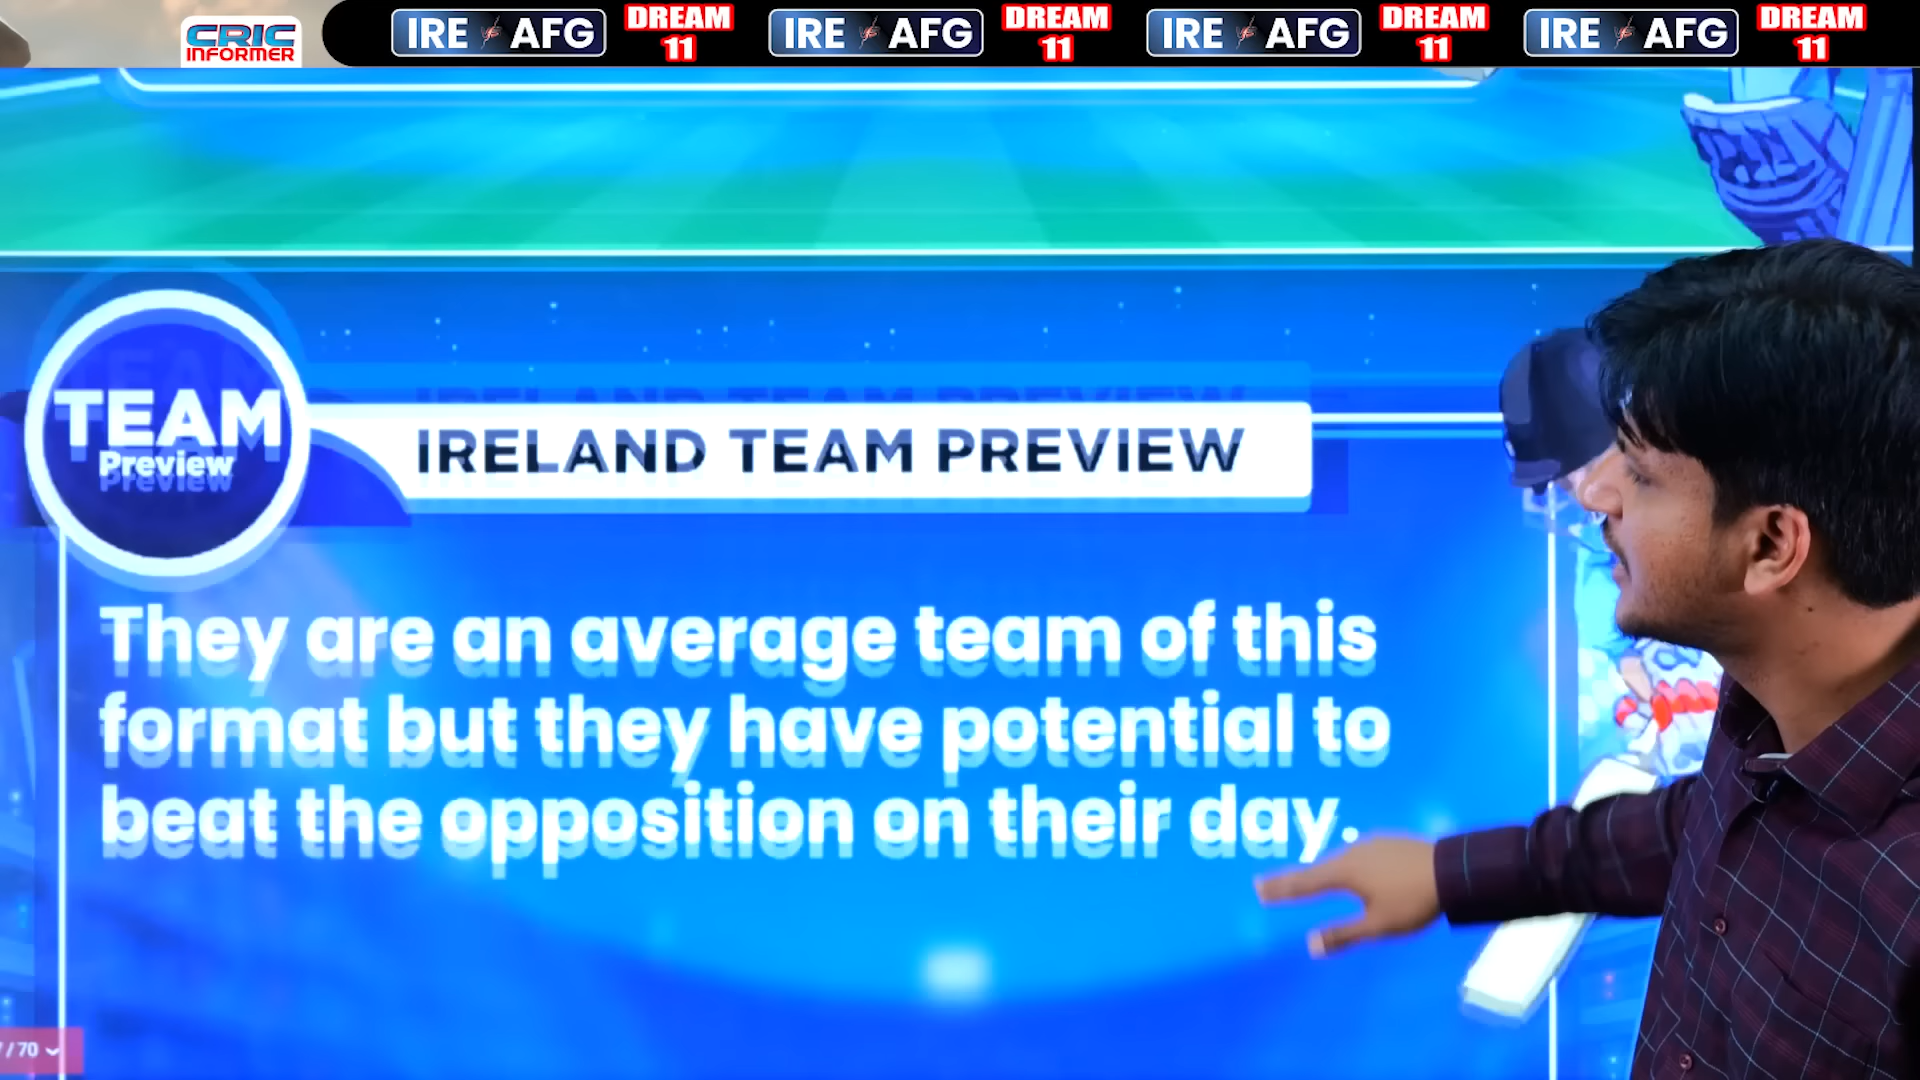 CRIC
INFORMER
IRE AFG
DREAM
11
IRE AFG
DREAM
11
IRE AFG
DREAM
11
IRE AFG
DREAM
11
TEAM
Preview
IRELAND TEAM PREVIEW
They are an average team of this
format but they have potential to
beat the opposition on their day.
/ 70